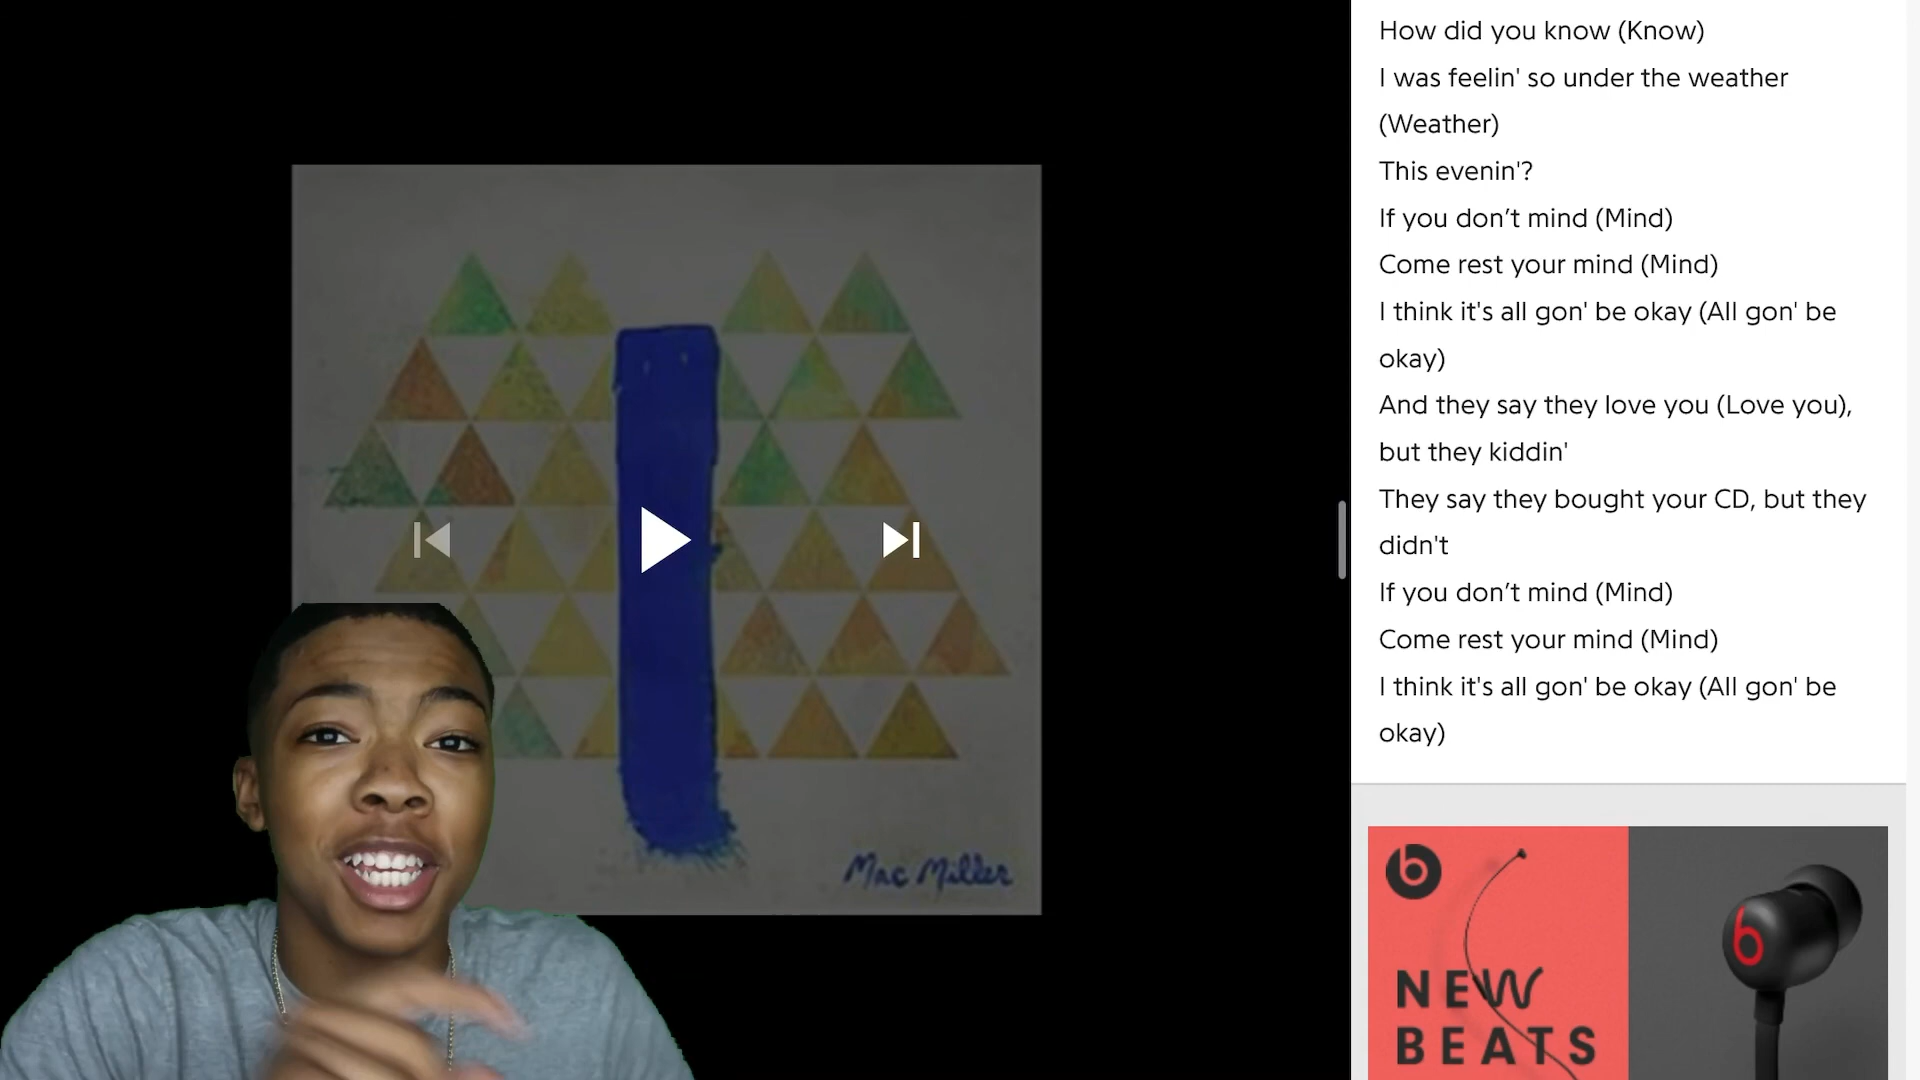 How did you know (Know)
I was feelin' so under the weather
(Weather)
This evenin'?
If you don’t mind (Mind)
Come rest your mind (Mind)
I think it's all gon' be okay (All gon' be
okay)
And they say they love you (Love you),
but they kiddin'
They say they bought your CD, but they
didn't
If you don’t mind (Mind)
Come rest your mind (Mind)
I think it's all gon' be okay (All gon' be
okay)
Mac Miller
NEW
BEATS